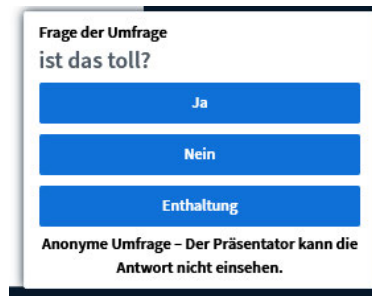 Frage der Umfrage
ist das toll?
Ja
Nein
Enthaltung
Anonyme Umfrage – Der Präsentator kann die
Antwort nicht einsehen.